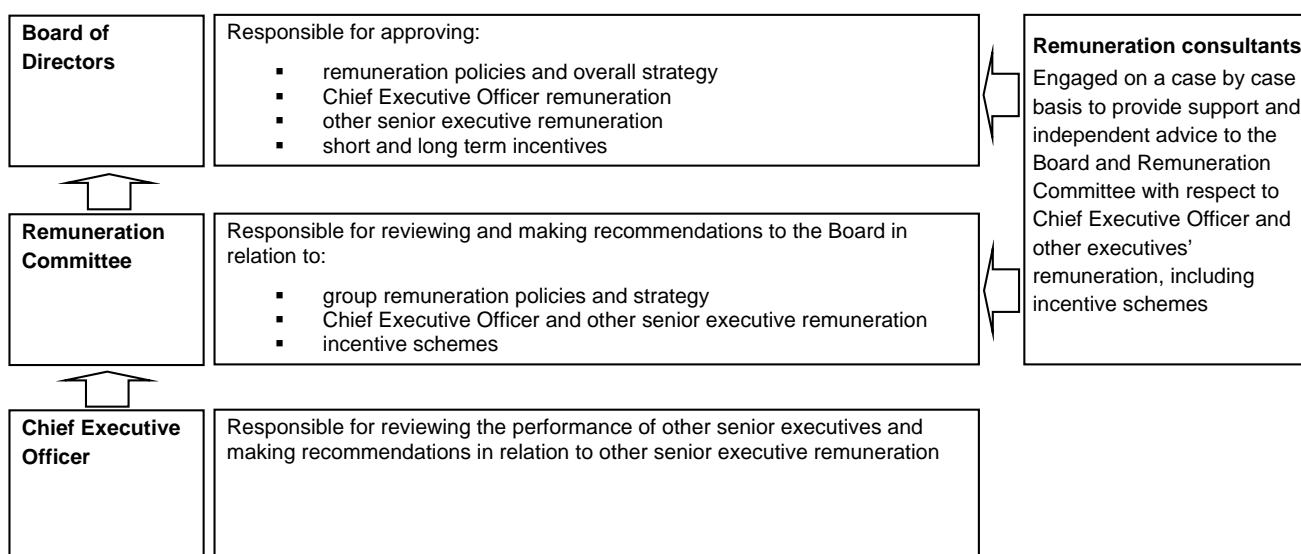 Board of
Directors
Responsible for approving:
▪ remuneration policies and overall strategy
▪ Chief Executive Officer remuneration
▪ other senior executive remuneration
▪ short and long term incentives
Remuneration consultants
Engaged on a case by case
basis to provide support and
independent advice to the
Board and Remuneration
Committee with respect to
Chief Executive Officer and
other executives’
remuneration, including
incentive schemes
Remuneration
Committee
Responsible for reviewing and making recommendations to the Board in
relation to:
▪ group remuneration policies and strategy
▪ Chief Executive Officer and other senior executive remuneration
▪ incentive schemes
Chief Executive
Officer
Responsible for reviewing the performance of other senior executives and
making recommendations in relation to other senior executive remuneration